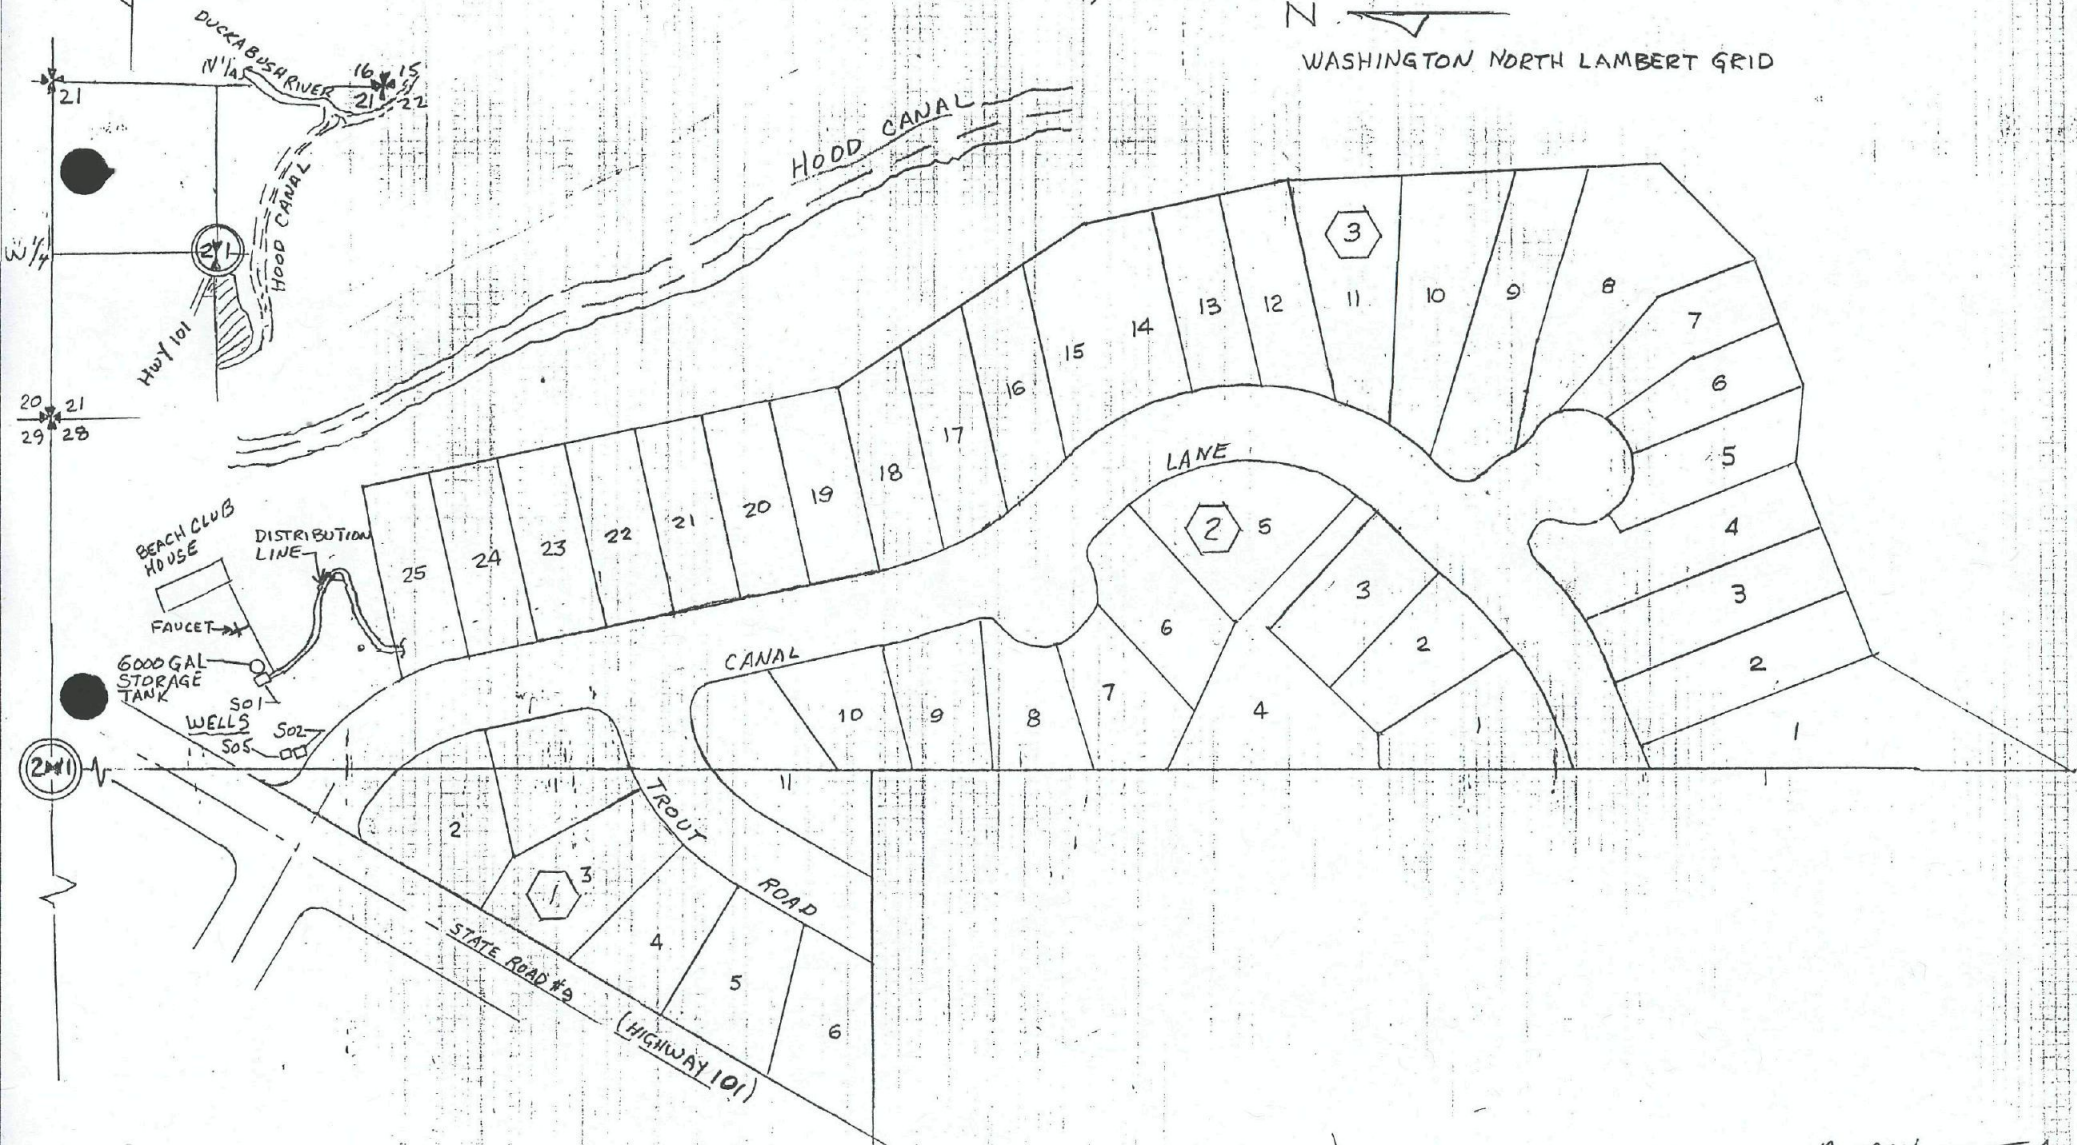 N
WASHINGTON NORTH LAMBERT GRID
DUCKABUSH RIVER
N 1/4
16 15
21 22
21
HOOD CANAL
HOOD CANAL
W 1/4
HWY 101
20 21
29 28
3
13
12
11
10
9
8
7
14
15
16
6
5
17
18
19
20
21
22
23
24
25
LANE
2
5
4
3
2
1
3
2
1
6
4
BEACH CLUB
HOUSE
DISTRIBUTION
LINE
FAUCET
6000 GAL
STORAGE
TANK
S01
WELLS
S02
S05
CANAL
10
9
8
7
11
TROUT
ROAD
1
2
3
4
5
6
STATE ROAD #9
(HIGHWAY 101)